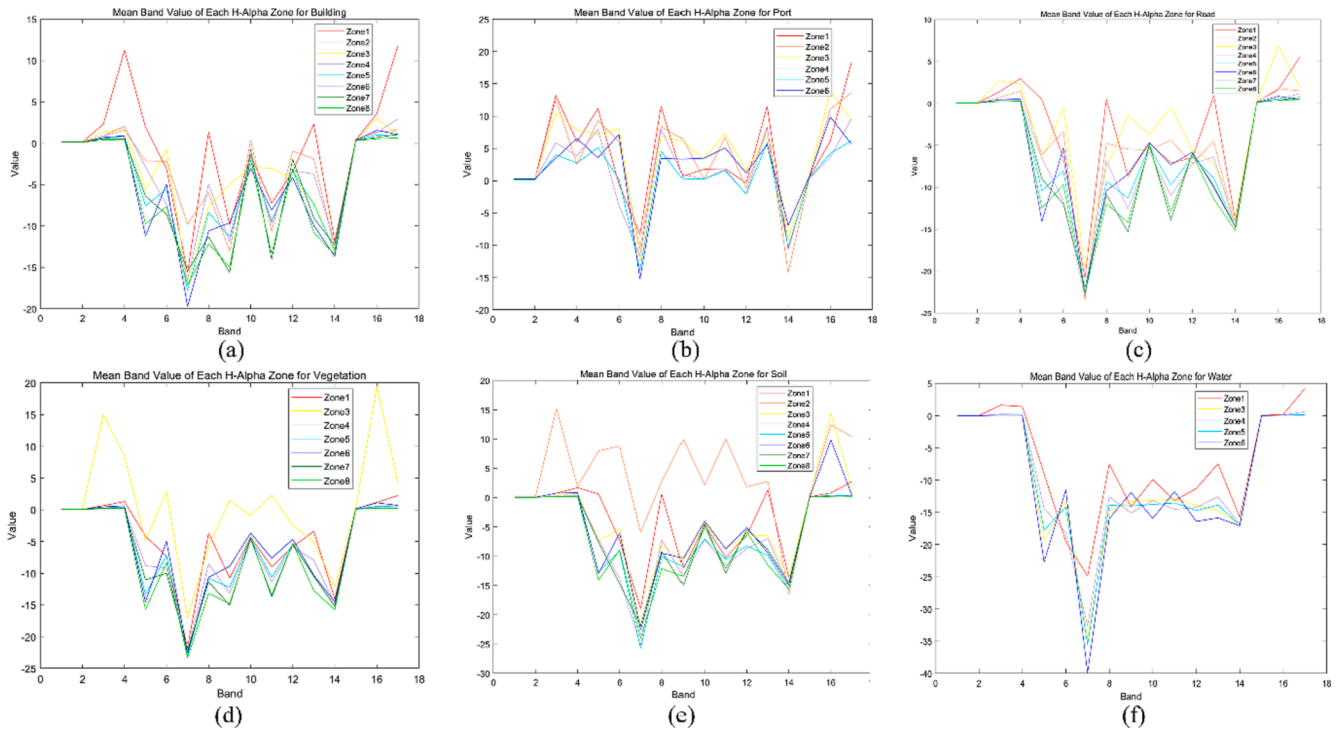 Mean Band Value of Each H-Alpha Zone for Building
15
10
5
0
-5
-10
-15
-20
Value
0 2 4 6 8 10 12 14 16 18
Band
Zone1
Zone2
Zone3
Zone4
Zone5
Zone6
Zone7
Zone8
(a)
Mean Band Value of Each H-Alpha Zone for Port
25
20
15
10
5
0
-5
-10
-15
-20
Value
0 2 4 6 8 10 12 14 16 18
Band
Zone1
Zone2
Zone3
Zone4
Zone5
Zone6
(b)
Mean Band Value of Each H-Alpha Zone for Road
10
5
0
-5
-10
-15
-20
-25
Value
0 2 4 6 8 10 12 14 16 18
Band
Zone1
Zone2
Zone3
Zone4
Zone5
Zone6
Zone7
Zone8
(c)
Mean Band Value of Each H-Alpha Zone for Vegetation
20
15
10
5
0
-5
-10
-15
-20
-25
Value
0 2 4 6 8 10 12 14 16 18
Band
Zone1
Zone3
Zone4
Zone5
Zone6
Zone7
Zone8
(d)
Mean Band Value of Each H-Alpha Zone for Soil
20
15
10
5
0
-5
-10
-15
-20
-25
-30
Value
0 2 4 6 8 10 12 14 16 18
Band
Zone1
Zone2
Zone3
Zone4
Zone5
Zone6
Zone7
Zone8
(e)
Mean Band Value of Each H-Alpha Zone for Water
5
0
-5
-10
-15
-20
-25
-30
-35
-40
Value
0 2 4 6 8 10 12 14 16 18
Band
Zone1
Zone3
Zone4
Zone5
Zone6
(f)